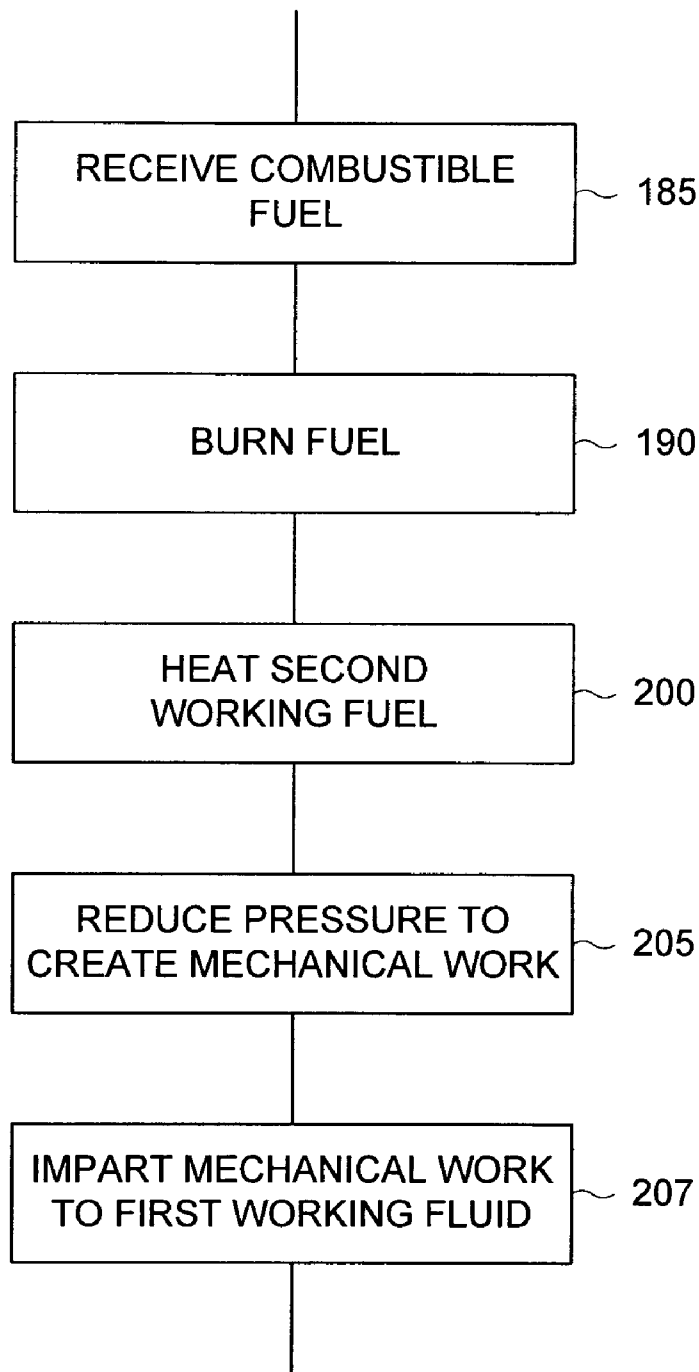 RECEIVE COMBUSTIBLE
FUEL
185
BURN FUEL
190
HEAT SECOND
WORKING FUEL
200
REDUCE PRESSURE TO
CREATE MECHANICAL WORK
205
IMPART MECHANICAL WORK
TO FIRST WORKING FLUID
207